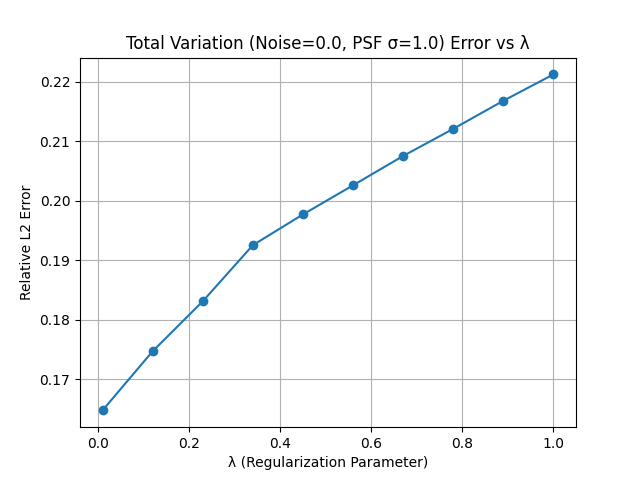 Total Variation (Noise=0.0, PSF σ=1.0) Error vs λ
Relative L2 Error
0.22
0.21
0.20
0.19
0.18
0.17
0.0 0.2 0.4 0.6 0.8 1.0
λ (Regularization Parameter)